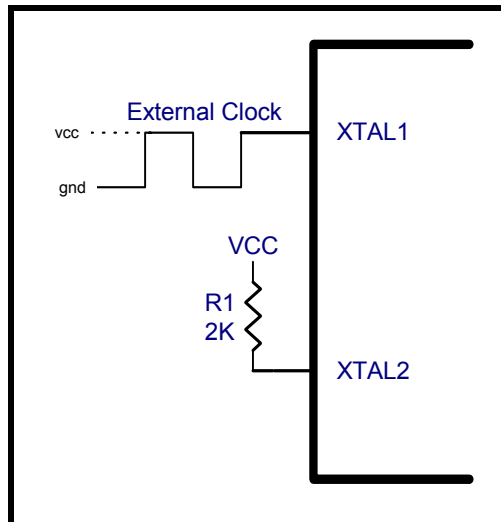 External Clock
vcc
XTAL1
gnd
VCC
R1
2K
XTAL2